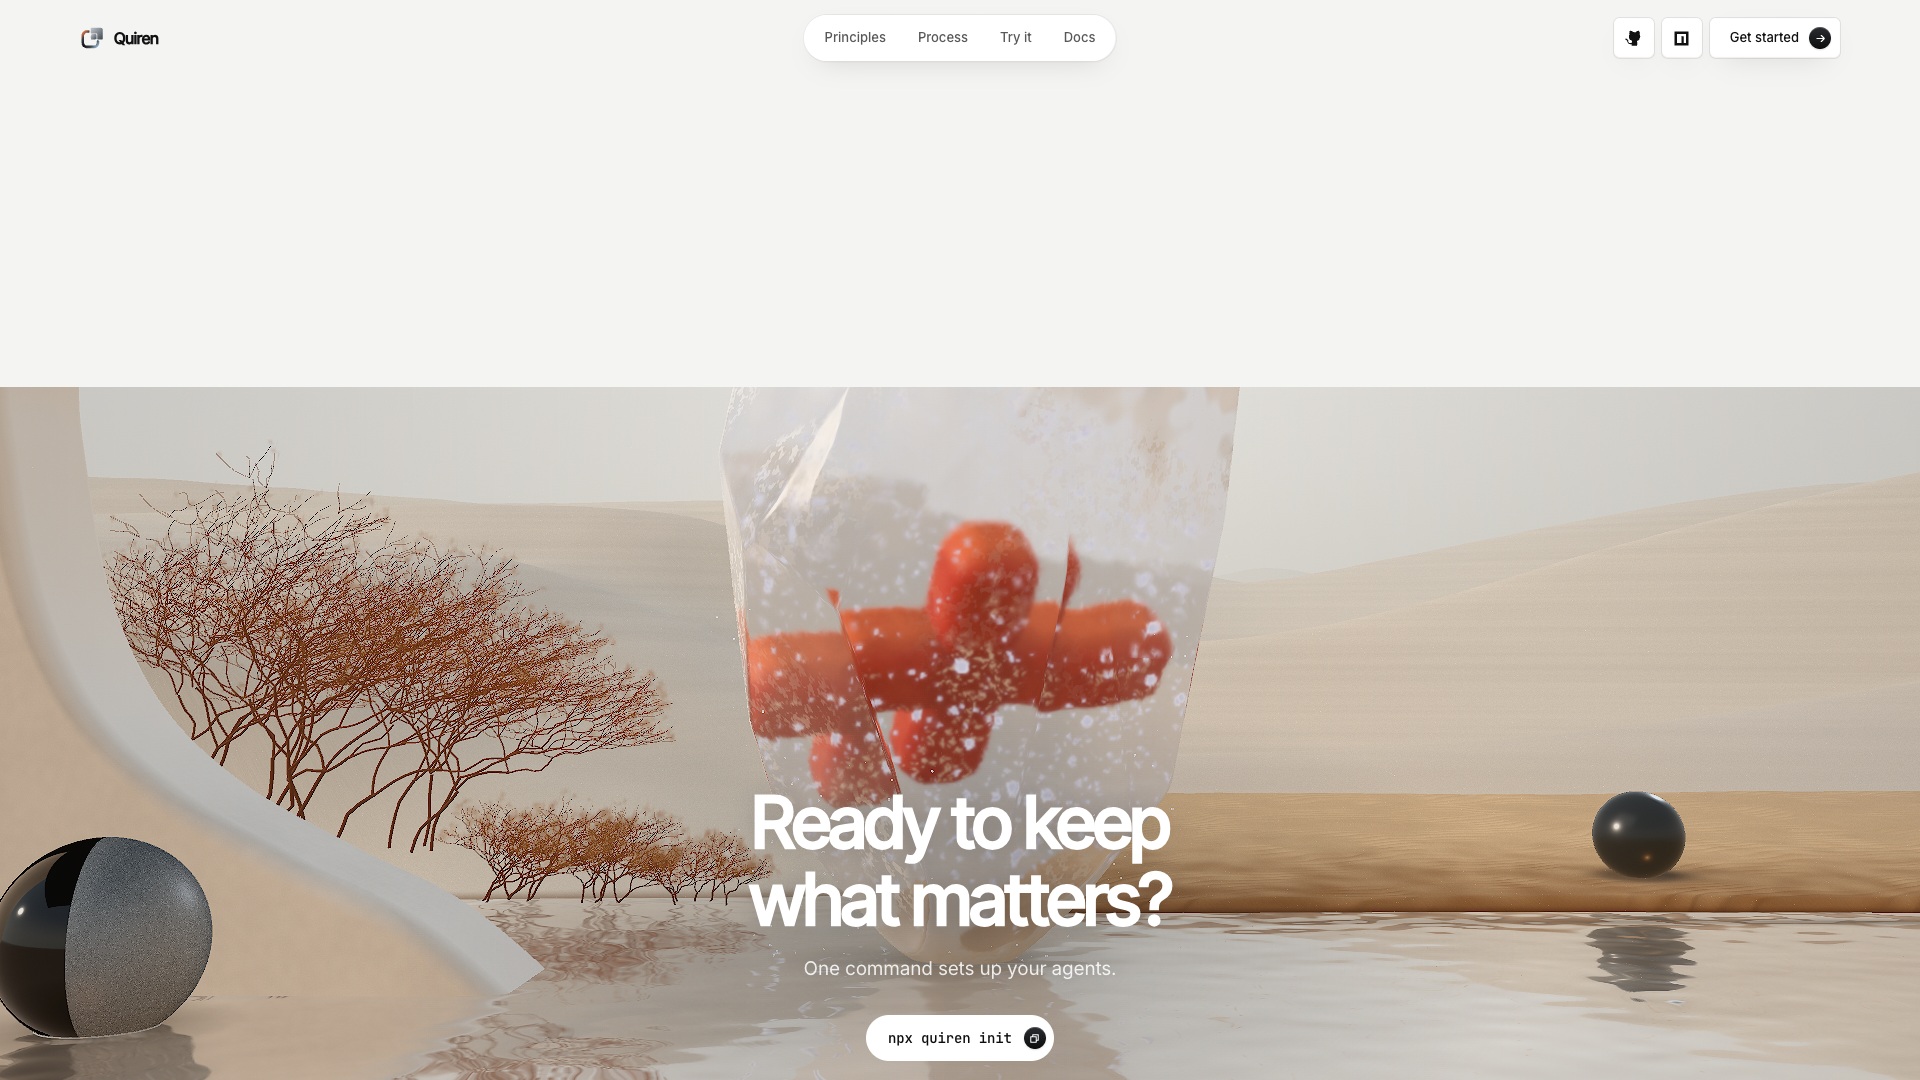 Quiren
Principles
Process
Try it
Docs
Get started
Ready to keep
what matters?
One command sets up your agents.
npx quiren init